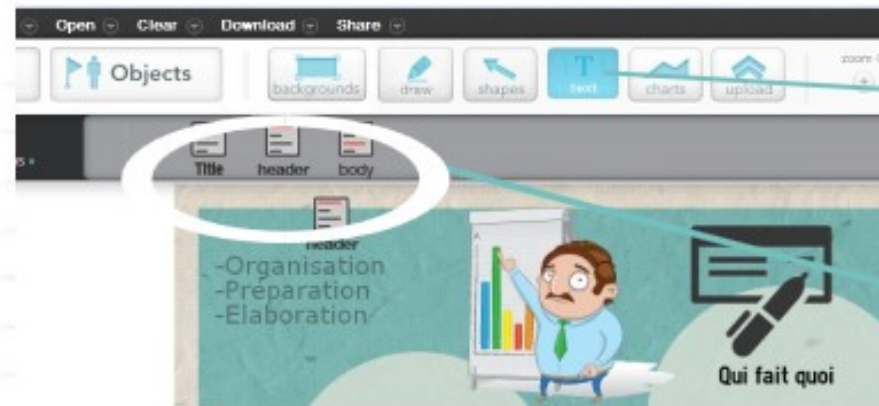 Open Clear Download Share
Objects backgrounds draw shapes T text charts upload zoom
Title header body
header
-Organisation
-Préparation
-Elaboration
Qui fait quoi